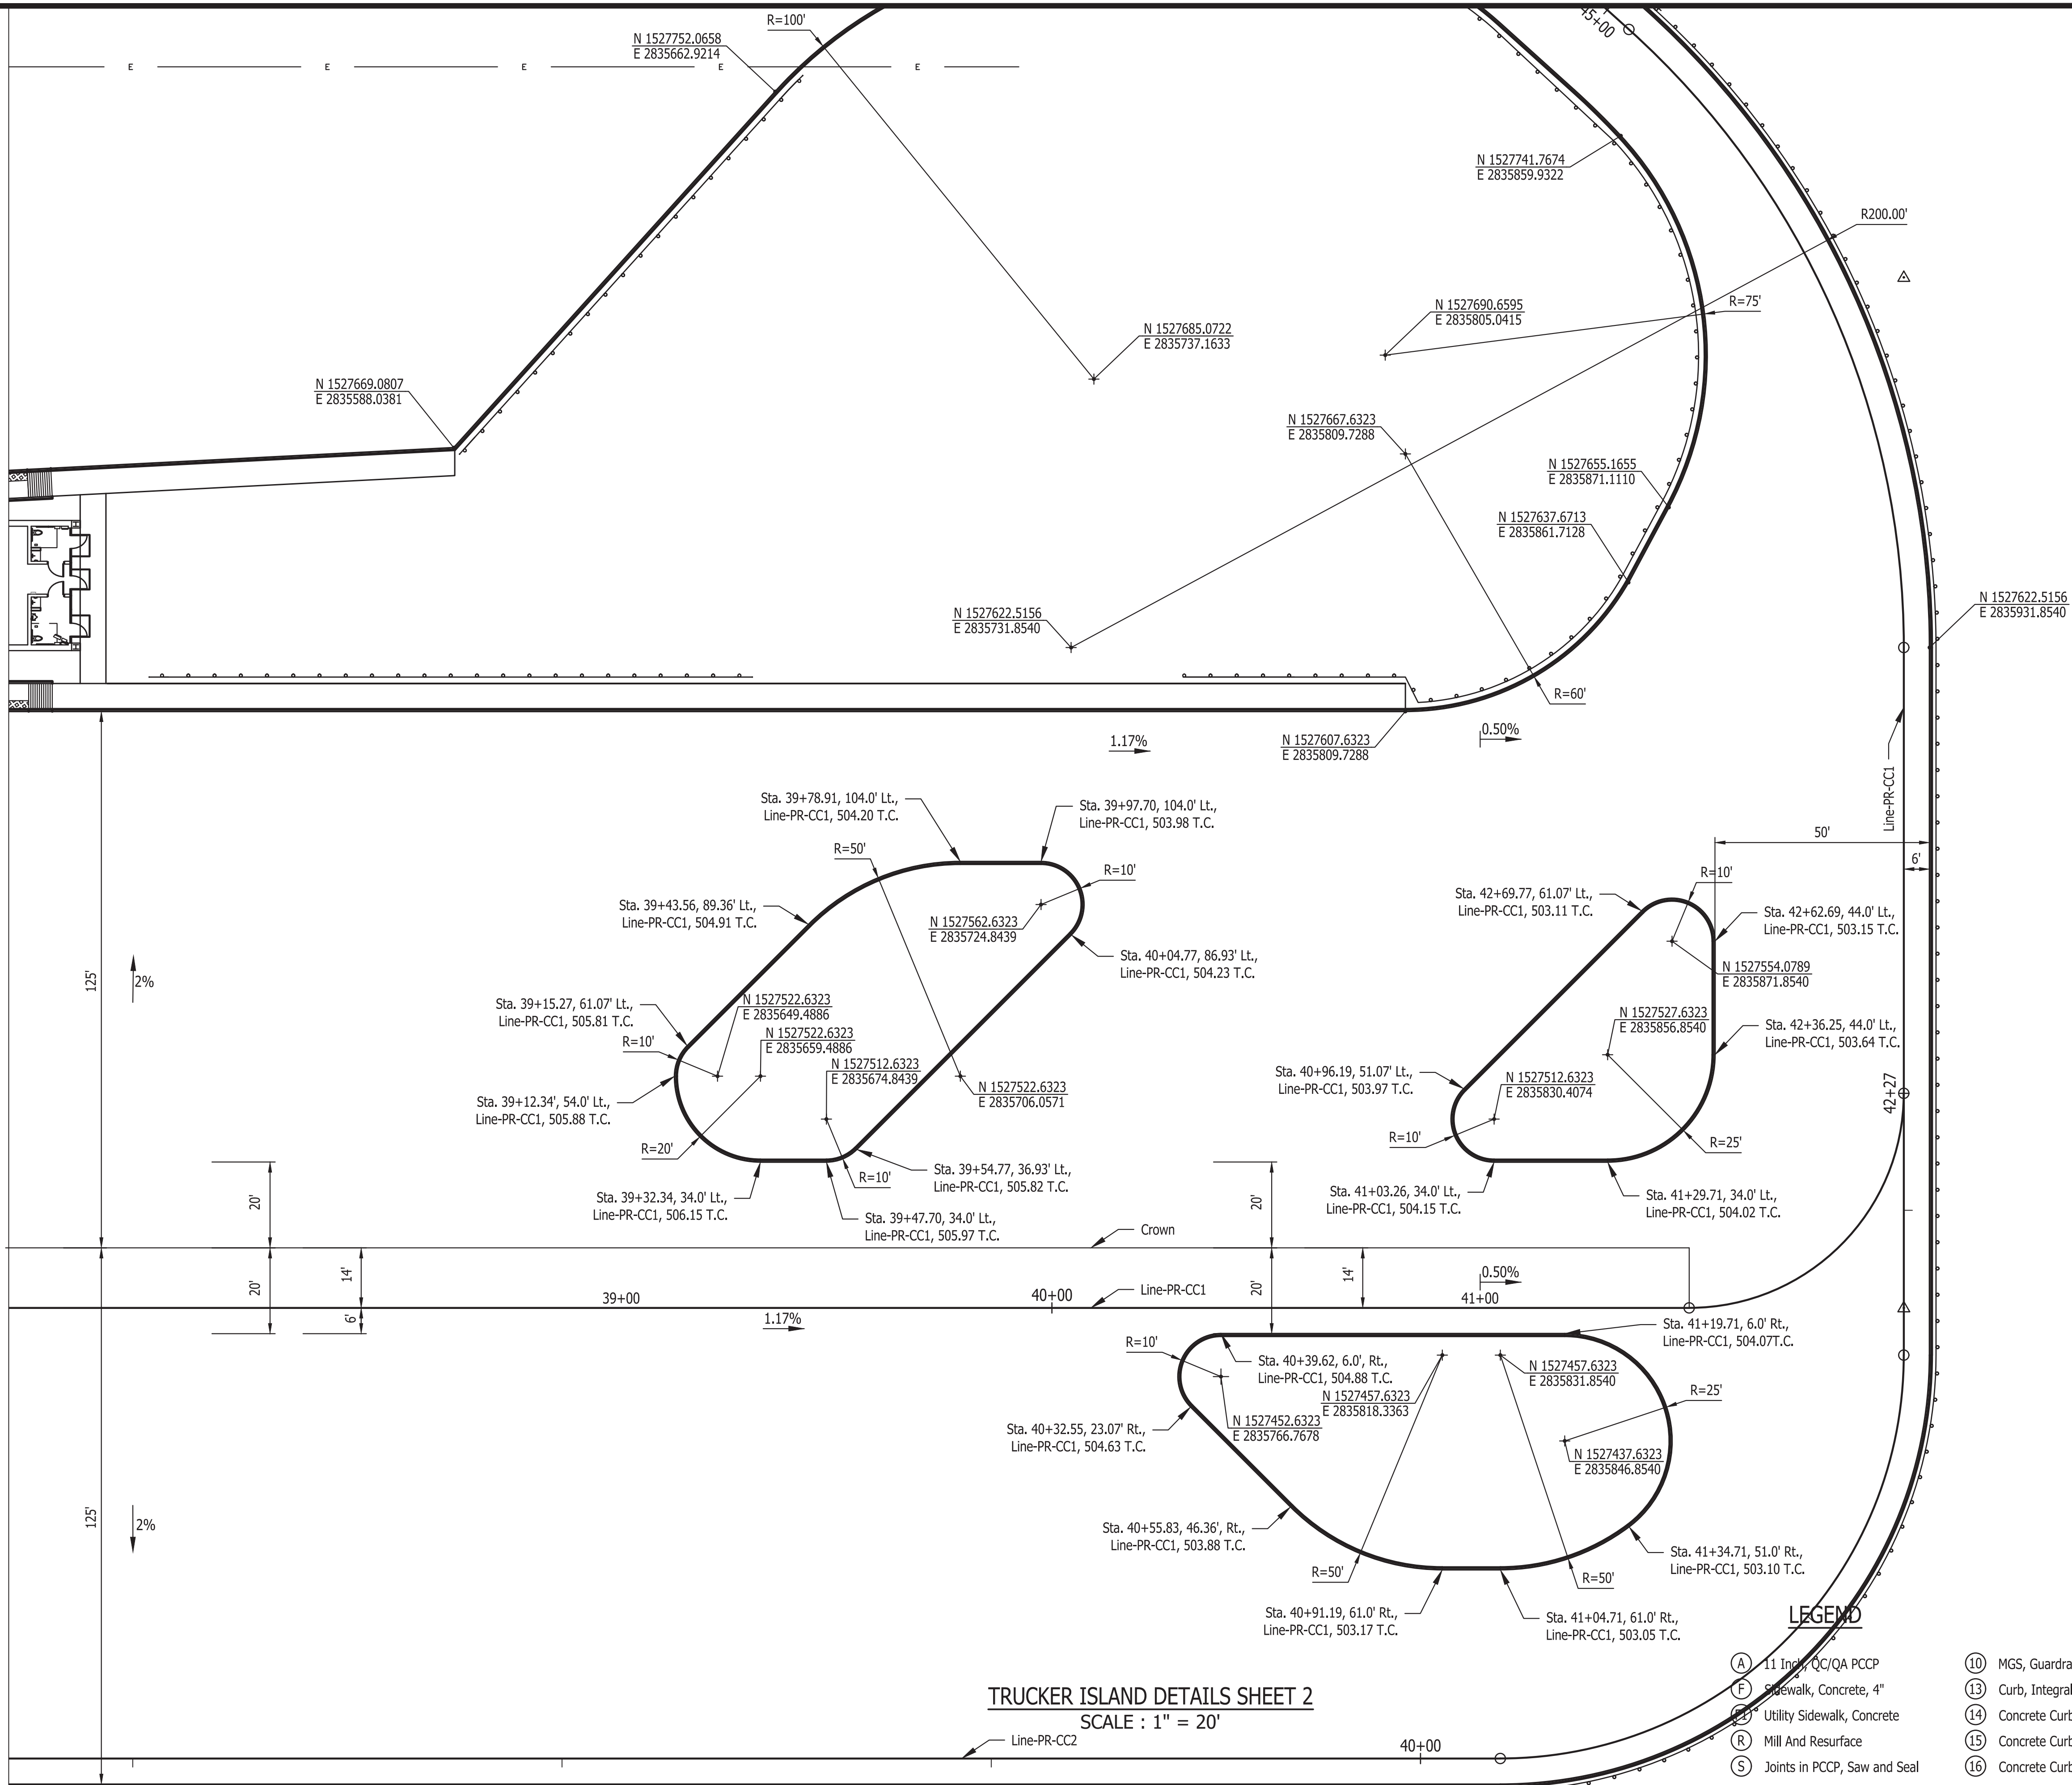 45+00
R=100'
N 1527752.0658
E 2835662.9214
E
E
E
E
E
N 1527741.7674
E 2835859.9322
R200.00'
R=75'
N 1527690.6595
E 2835805.0415
N 1527685.0722
E 2835737.1633
N 1527669.0807
E 2835588.0381
N 1527667.6323
E 2835809.7288
N 1527655.1655
E 2835871.1110
N 1527637.6713
E 2835861.7128
N 1527622.5156
E 2835931.8540
N 1527622.5156
E 2835731.8540
R=60'
0.50%
1.17%
N 1527607.6323
E 2835809.7288
Line-PR-CC1
Sta. 39+78.91, 104.0' Lt.,
Line-PR-CC1, 504.20 T.C.
Sta. 39+97.70, 104.0' Lt.,
Line-PR-CC1, 503.98 T.C.
50'
6'
R=50'
R=10'
R=10'
Sta. 39+43.56, 89.36' Lt.,
Line-PR-CC1, 504.91 T.C.
N 1527562.6323
E 2835724.8439
Sta. 42+69.77, 61.07' Lt.,
Line-PR-CC1, 503.11 T.C.
Sta. 42+62.69, 44.0' Lt.,
Line-PR-CC1, 503.15 T.C.
Sta. 40+04.77, 86.93' Lt.,
Line-PR-CC1, 504.23 T.C.
N 1527554.0789
E 2835871.8540
125'
2%
Sta. 39+15.27, 61.07' Lt.,
Line-PR-CC1, 505.81 T.C.
N 1527522.6323
E 2835649.4886
R=10'
N 1527522.6323
E 2835659.4886
N 1527527.6323
E 2835856.8540
Sta. 42+36.25, 44.0' Lt.,
Line-PR-CC1, 503.64 T.C.
N 1527512.6323
E 2835674.8439
N 1527522.6323
E 2835706.0571
Sta. 40+96.19, 51.07' Lt.,
Line-PR-CC1, 503.97 T.C.
N 1527512.6323
E 2835830.4074
42+27
Sta. 39+12.34', 54.0' Lt.,
Line-PR-CC1, 505.88 T.C.
R=20'
R=10'
R=25'
R=10'
Sta. 39+54.77, 36.93' Lt.,
Line-PR-CC1, 505.82 T.C.
Sta. 39+32.34, 34.0' Lt.,
Line-PR-CC1, 506.15 T.C.
Sta. 39+47.70, 34.0' Lt.,
Line-PR-CC1, 505.97 T.C.
Sta. 41+03.26, 34.0' Lt.,
Line-PR-CC1, 504.15 T.C.
Sta. 41+29.71, 34.0' Lt.,
Line-PR-CC1, 504.02 T.C.
20'
20'
Crown
20'
14'
20'
14'
0.50%
Line-PR-CC1
39+00
40+00
41+00
6'
1.17%
Sta. 41+19.71, 6.0' Rt.,
Line-PR-CC1, 504.07T.C.
R=10'
Sta. 40+39.62, 6.0', Rt.,
Line-PR-CC1, 504.88 T.C.
N 1527457.6323
E 2835831.8540
N 1527457.6323
E 2835818.3363
R=25'
N 1527452.6323
E 2835766.7678
Sta. 40+32.55, 23.07' Rt.,
Line-PR-CC1, 504.63 T.C.
N 1527437.6323
E 2835846.8540
125'
2%
Sta. 40+55.83, 46.36', Rt.,
Line-PR-CC1, 503.88 T.C.
R=50'
R=50'
Sta. 41+34.71, 51.0' Rt.,
Line-PR-CC1, 503.10 T.C.
Sta. 40+91.19, 61.0' Rt.,
Line-PR-CC1, 503.17 T.C.
Sta. 41+04.71, 61.0' Rt.,
Line-PR-CC1, 503.05 T.C.
LEGEND
A 11 Inch, QC/QA PCCP
F Sidewalk, Concrete, 4"
Utility Sidewalk, Concrete
R Mill And Resurface
S Joints in PCCP, Saw and Seal
10 MGS, Guardra
13 Curb, Integral
14 Concrete Curb
15 Concrete Curb
16 Concrete Curb
TRUCKER ISLAND DETAILS SHEET 2
SCALE : 1" = 20'
Line-PR-CC2
40+00